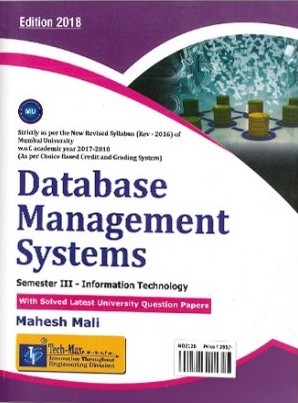 Edition 2018
MU
Strictly as per the New Revised Syllabus (Rev - 2016) of
Mumbai University
w.e.f. academic year 2017-2018
(As per Choice Based Credit and Grading System)
Database
Management
Systems
Semester III - Information Technology
With Solved Latest University Question Papers
Mahesh Mali
Tech-Max
Innovation Throughout
Engineering Division
Price